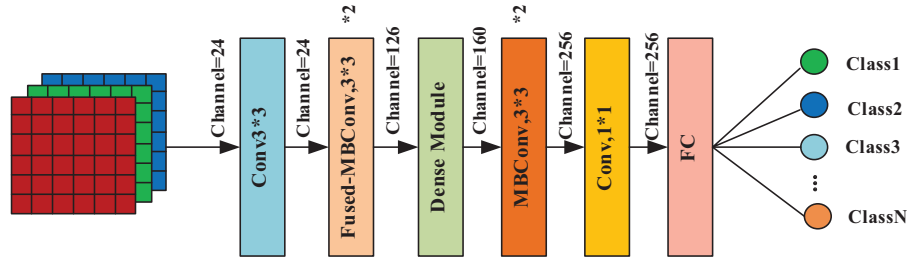 Channel=24
Conv3*3
Channel=24
*2
Fused-MBConv,3*3
Channel=126
Dense Module
Channel=160
*2
MBConv,3*3
Channel=256
Conv,1*1
Channel=256
FC
Class1
Class2
Class3
...
ClassN